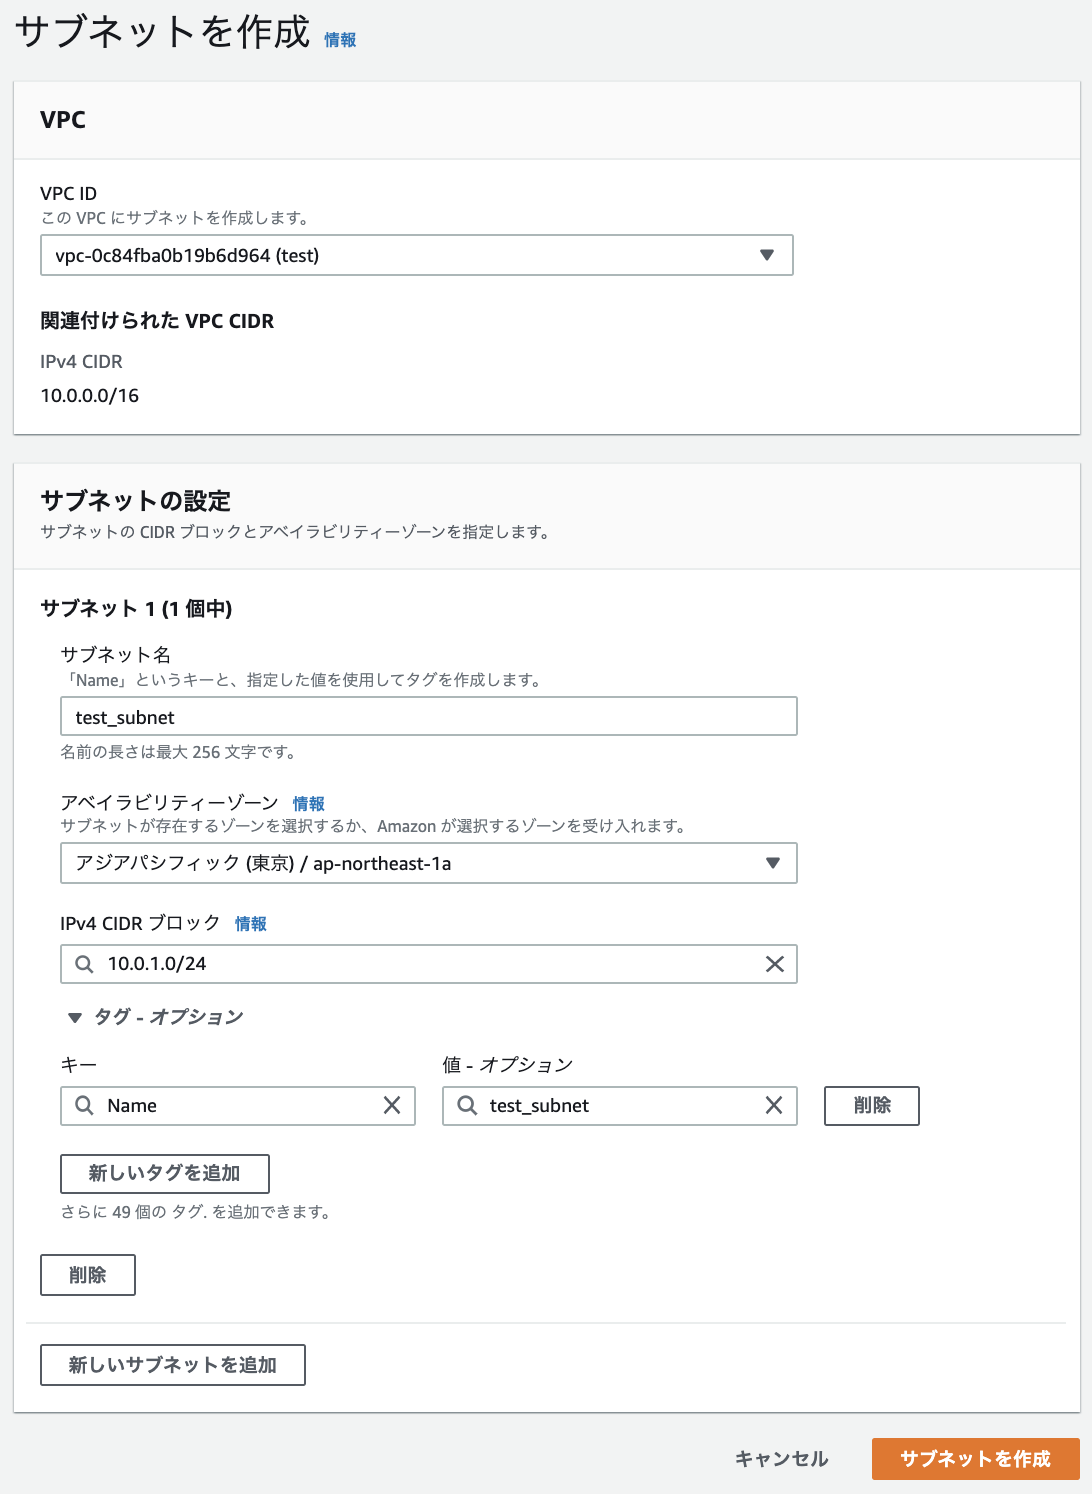 サブネットを作成 情報
VPC
VPC ID
この VPC にサブネットを作成します。
vpc-0c84fba0b19b6d964 (test)
関連付けられた VPC CIDR
IPv4 CIDR
10.0.0.0/16
サブネットの設定
サブネットの CIDR ブロックとアベイラビリティーゾーンを指定します。
サブネット 1 (1 個中)
サブネット名
「Name」というキーと、指定した値を使用してタグを作成します。
test_subnet
名前の長さは最大 256 文字です。
アベイラビリティーゾーン 情報
サブネットが存在するゾーンを選択するか、Amazon が選択するゾーンを受け入れます。
アジアパシフィック (東京) / ap-northeast-1a
IPv4 CIDR ブロック 情報
10.0.1.0/24
タグ - オプション
キー 値 - オプション
Name test_subnet 削除
新しいタグを追加
さらに 49 個の タグ. を追加できます。
削除
新しいサブネットを追加
キャンセル サブネットを作成